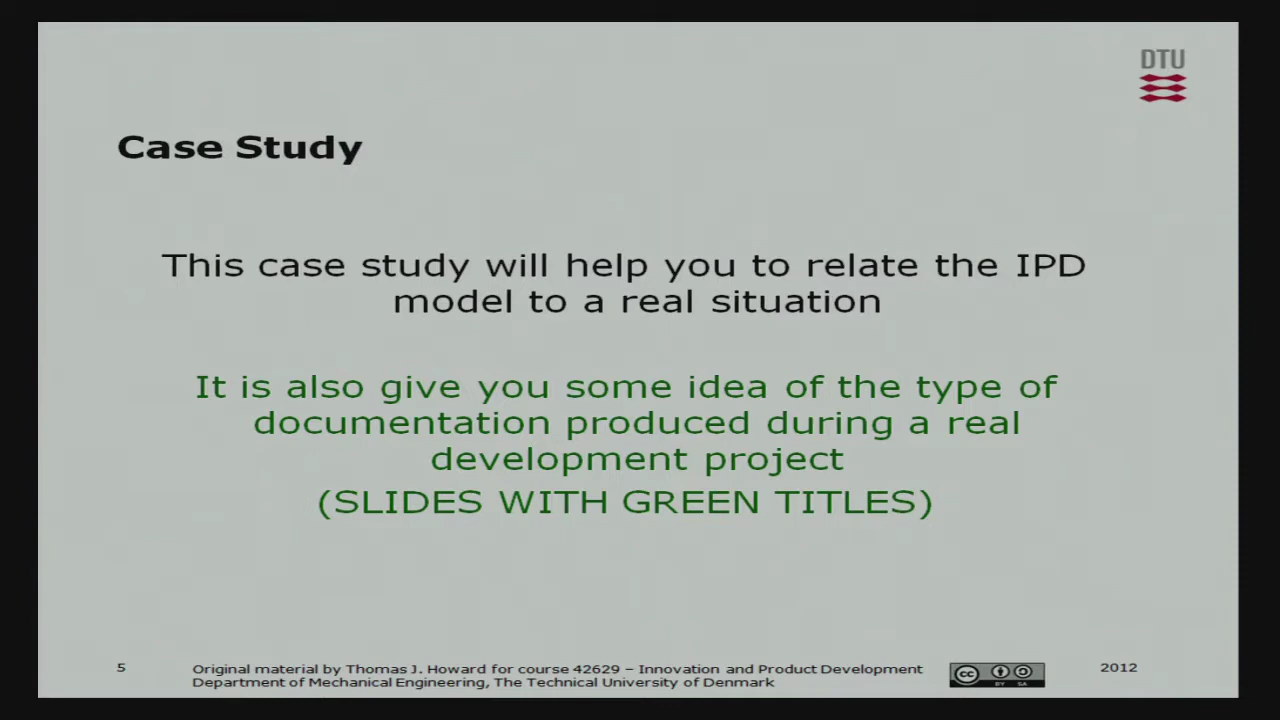 DTU
Case Study
This case study will help you to relate the IPD
model to a real situation
It is also give you some idea of the type of
documentation produced during a real
development project
(SLIDES WITH GREEN TITLES)
5
Original material by Thomas J. Howard for course 42629 – Innovation and Product Development
Department of Mechanical Engineering, The Technical University of Denmark
cc
BY SA
2012